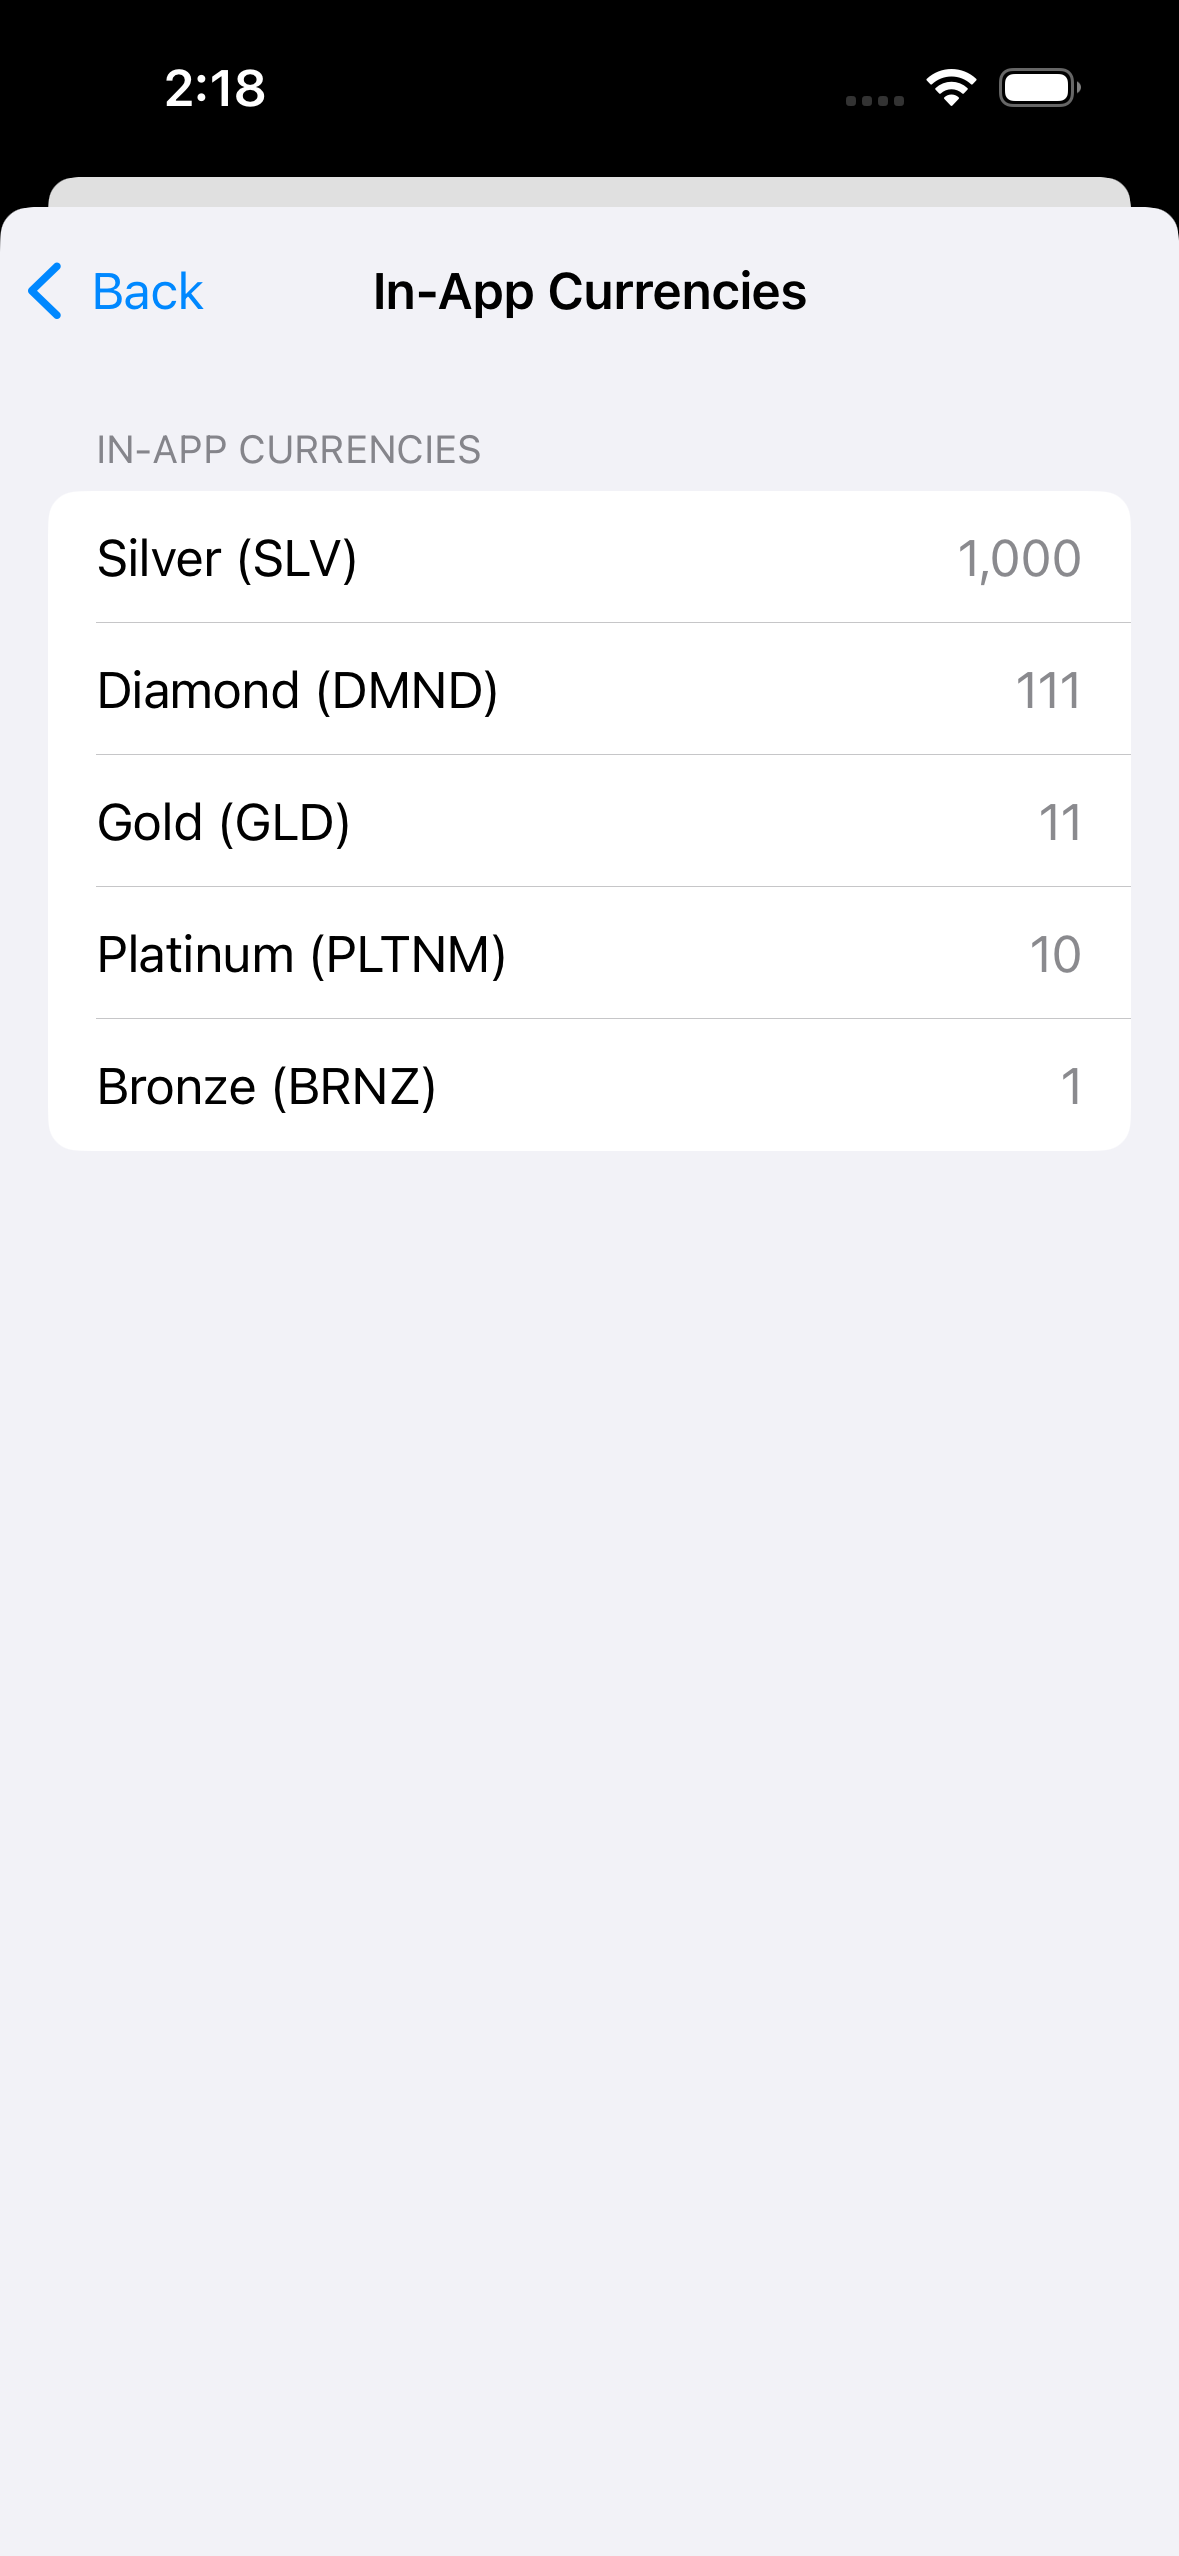 2:18
Back
In-App Currencies
IN-APP CURRENCIES
Silver (SLV) 1,000
Diamond (DMND) 111
Gold (GLD) 11
Platinum (PLTNM) 10
Bronze (BRNZ) 1